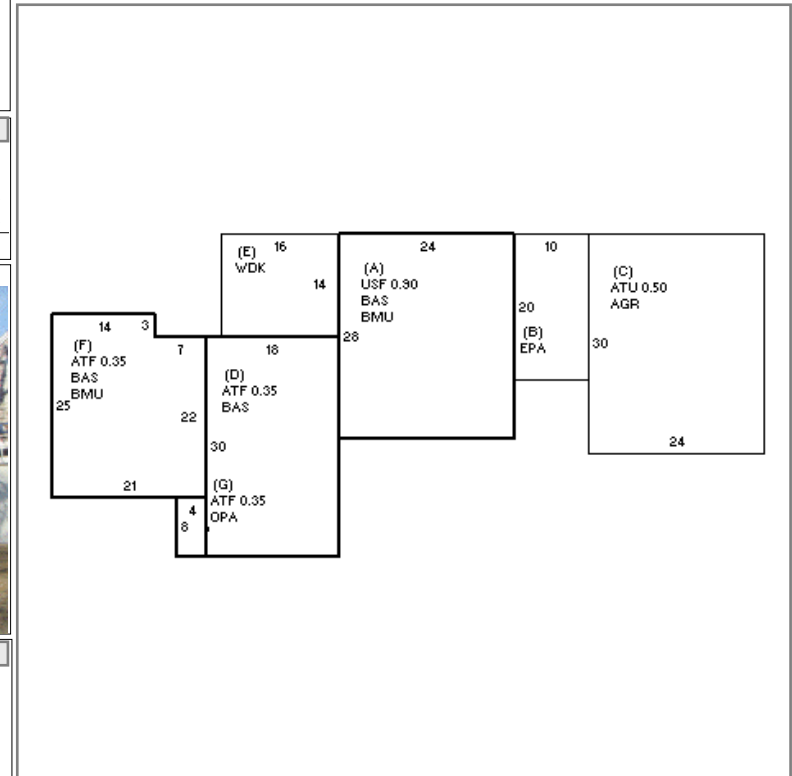 (E) 16
WDK
14
24
(A)
USF 0.90
BAS
BMU
28
10
20
(B)
EPA
(C)
ATU 0.50
AGR
30
24
14 3
(F)
ATF 0.35
BAS
BMU
25
7
22
21
18
(D)
ATF 0.35
BAS
30
(G)
ATF 0.35
OPA
4
8